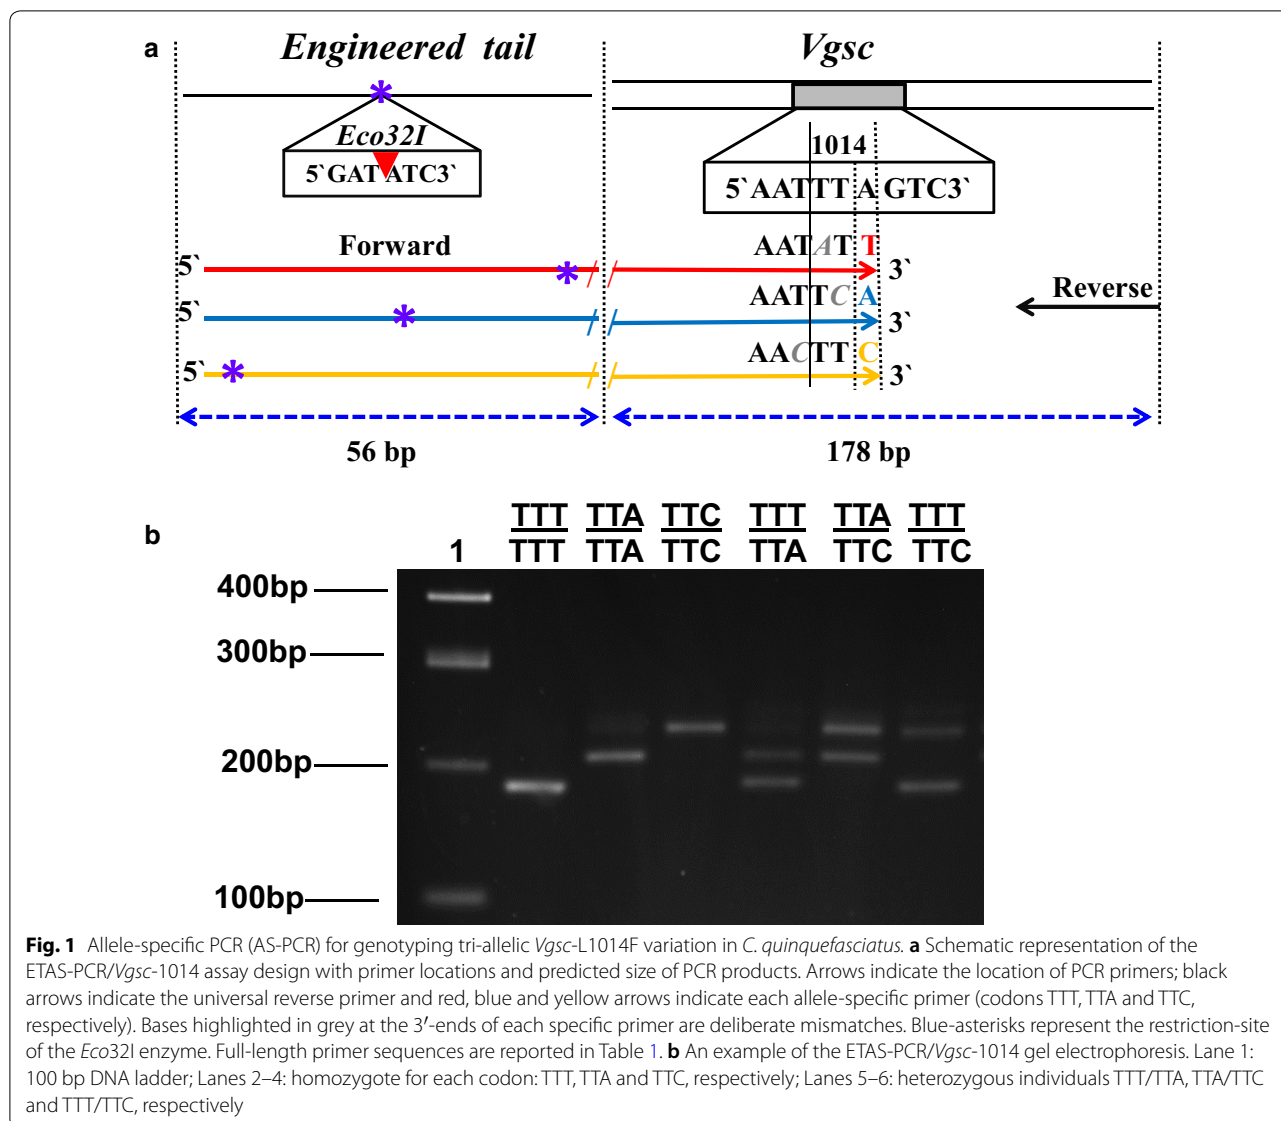 a
Engineered tail
Vgsc
Eco32I
5`GAT ATC3`
1014
5`AATTT A GTC3`
Forward
AATAT T
5`
3`
Reverse
AATTC A
5`
3`
AACTT C
5`
3`
56 bp
178 bp
b
1
TTT
TTT
TTA
TTA
TTC
TTC
TTT
TTA
TTA
TTC
TTT
TTC
400bp
300bp
200bp
100bp
Fig. 1 Allele-specific PCR (AS-PCR) for genotyping tri-allelic Vgsc-L1014F variation in C. quinquefasciatus. a Schematic representation of the
ETAS-PCR/Vgsc-1014 assay design with primer locations and predicted size of PCR products. Arrows indicate the location of PCR primers; black
arrows indicate the universal reverse primer and red, blue and yellow arrows indicate each allele-specific primer (codons TTT, TTA and TTC,
respectively). Bases highlighted in grey at the 3′-ends of each specific primer are deliberate mismatches. Blue-asterisks represent the restriction-site
of the Eco32I enzyme. Full-length primer sequences are reported in Table 1. b An example of the ETAS-PCR/Vgsc-1014 gel electrophoresis. Lane 1:
100 bp DNA ladder; Lanes 2–4: homozygote for each codon: TTT, TTA and TTC, respectively; Lanes 5–6: heterozygous individuals TTT/TTA, TTA/TTC
and TTT/TTC, respectively